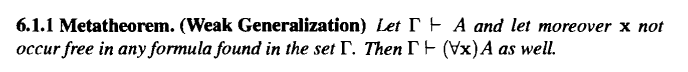 6.1.1 Metatheorem. (Weak Generalization) Let Γ ⊢ A and let moreover x not
occur free in any formula found in the set Γ. Then Γ ⊢ (∀x)A as well.